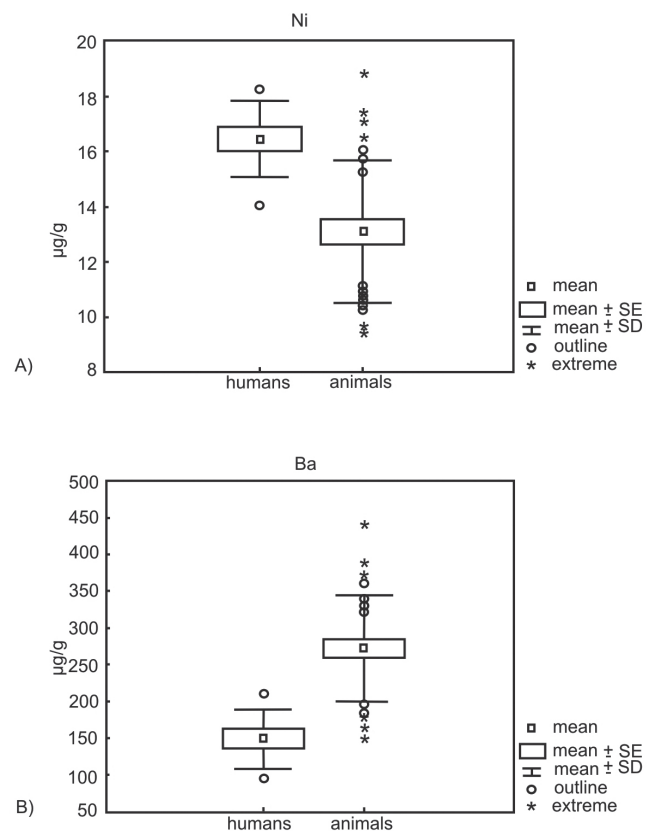 Ni
20
18
16
14
12
10
8
µg/g
humans animals
mean
mean ± SE
mean ± SD
outline
extreme
A)
Ba
500
450
400
350
300
250
200
150
100
50
µg/g
humans animals
mean
mean ± SE
mean ± SD
outline
extreme
B)